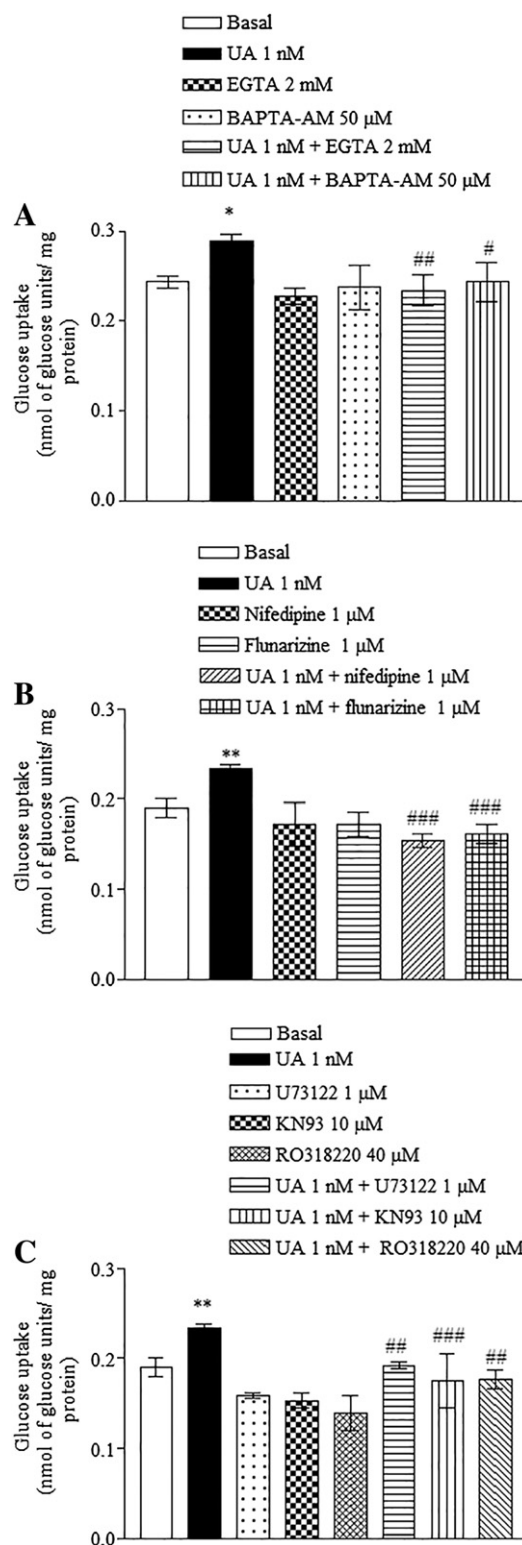 Basal
UA 1 nM
EGTA 2 mM
BAPTA-AM 50 μM
UA 1 nM + EGTA 2 mM
UA 1 nM + BAPTA-AM 50 μM
A
Glucose uptake
(nmol of glucose units/ mg
protein)
0.3
0.2
0.1
0.0
*
##
#
Basal
UA 1 nM
Nifedipine 1 μM
Flunarizine 1 μM
UA 1 nM + nifedipine 1 μM
UA 1 nM + flunarizine 1 μM
B
Glucose uptake
(nmol of glucose units/ mg
protein)
0.3
0.2
0.1
0.0
**
###
###
Basal
UA 1 nM
U73122 1 μM
KN93 10 μM
RO318220 40 μM
UA 1 nM + U73122 1 μM
UA 1 nM + KN93 10 μM
UA 1 nM + RO318220 40 μM
C
Glucose uptake
(nmol of glucose units/ mg
protein)
0.3
0.2
0.1
0.0
**
##
###
##